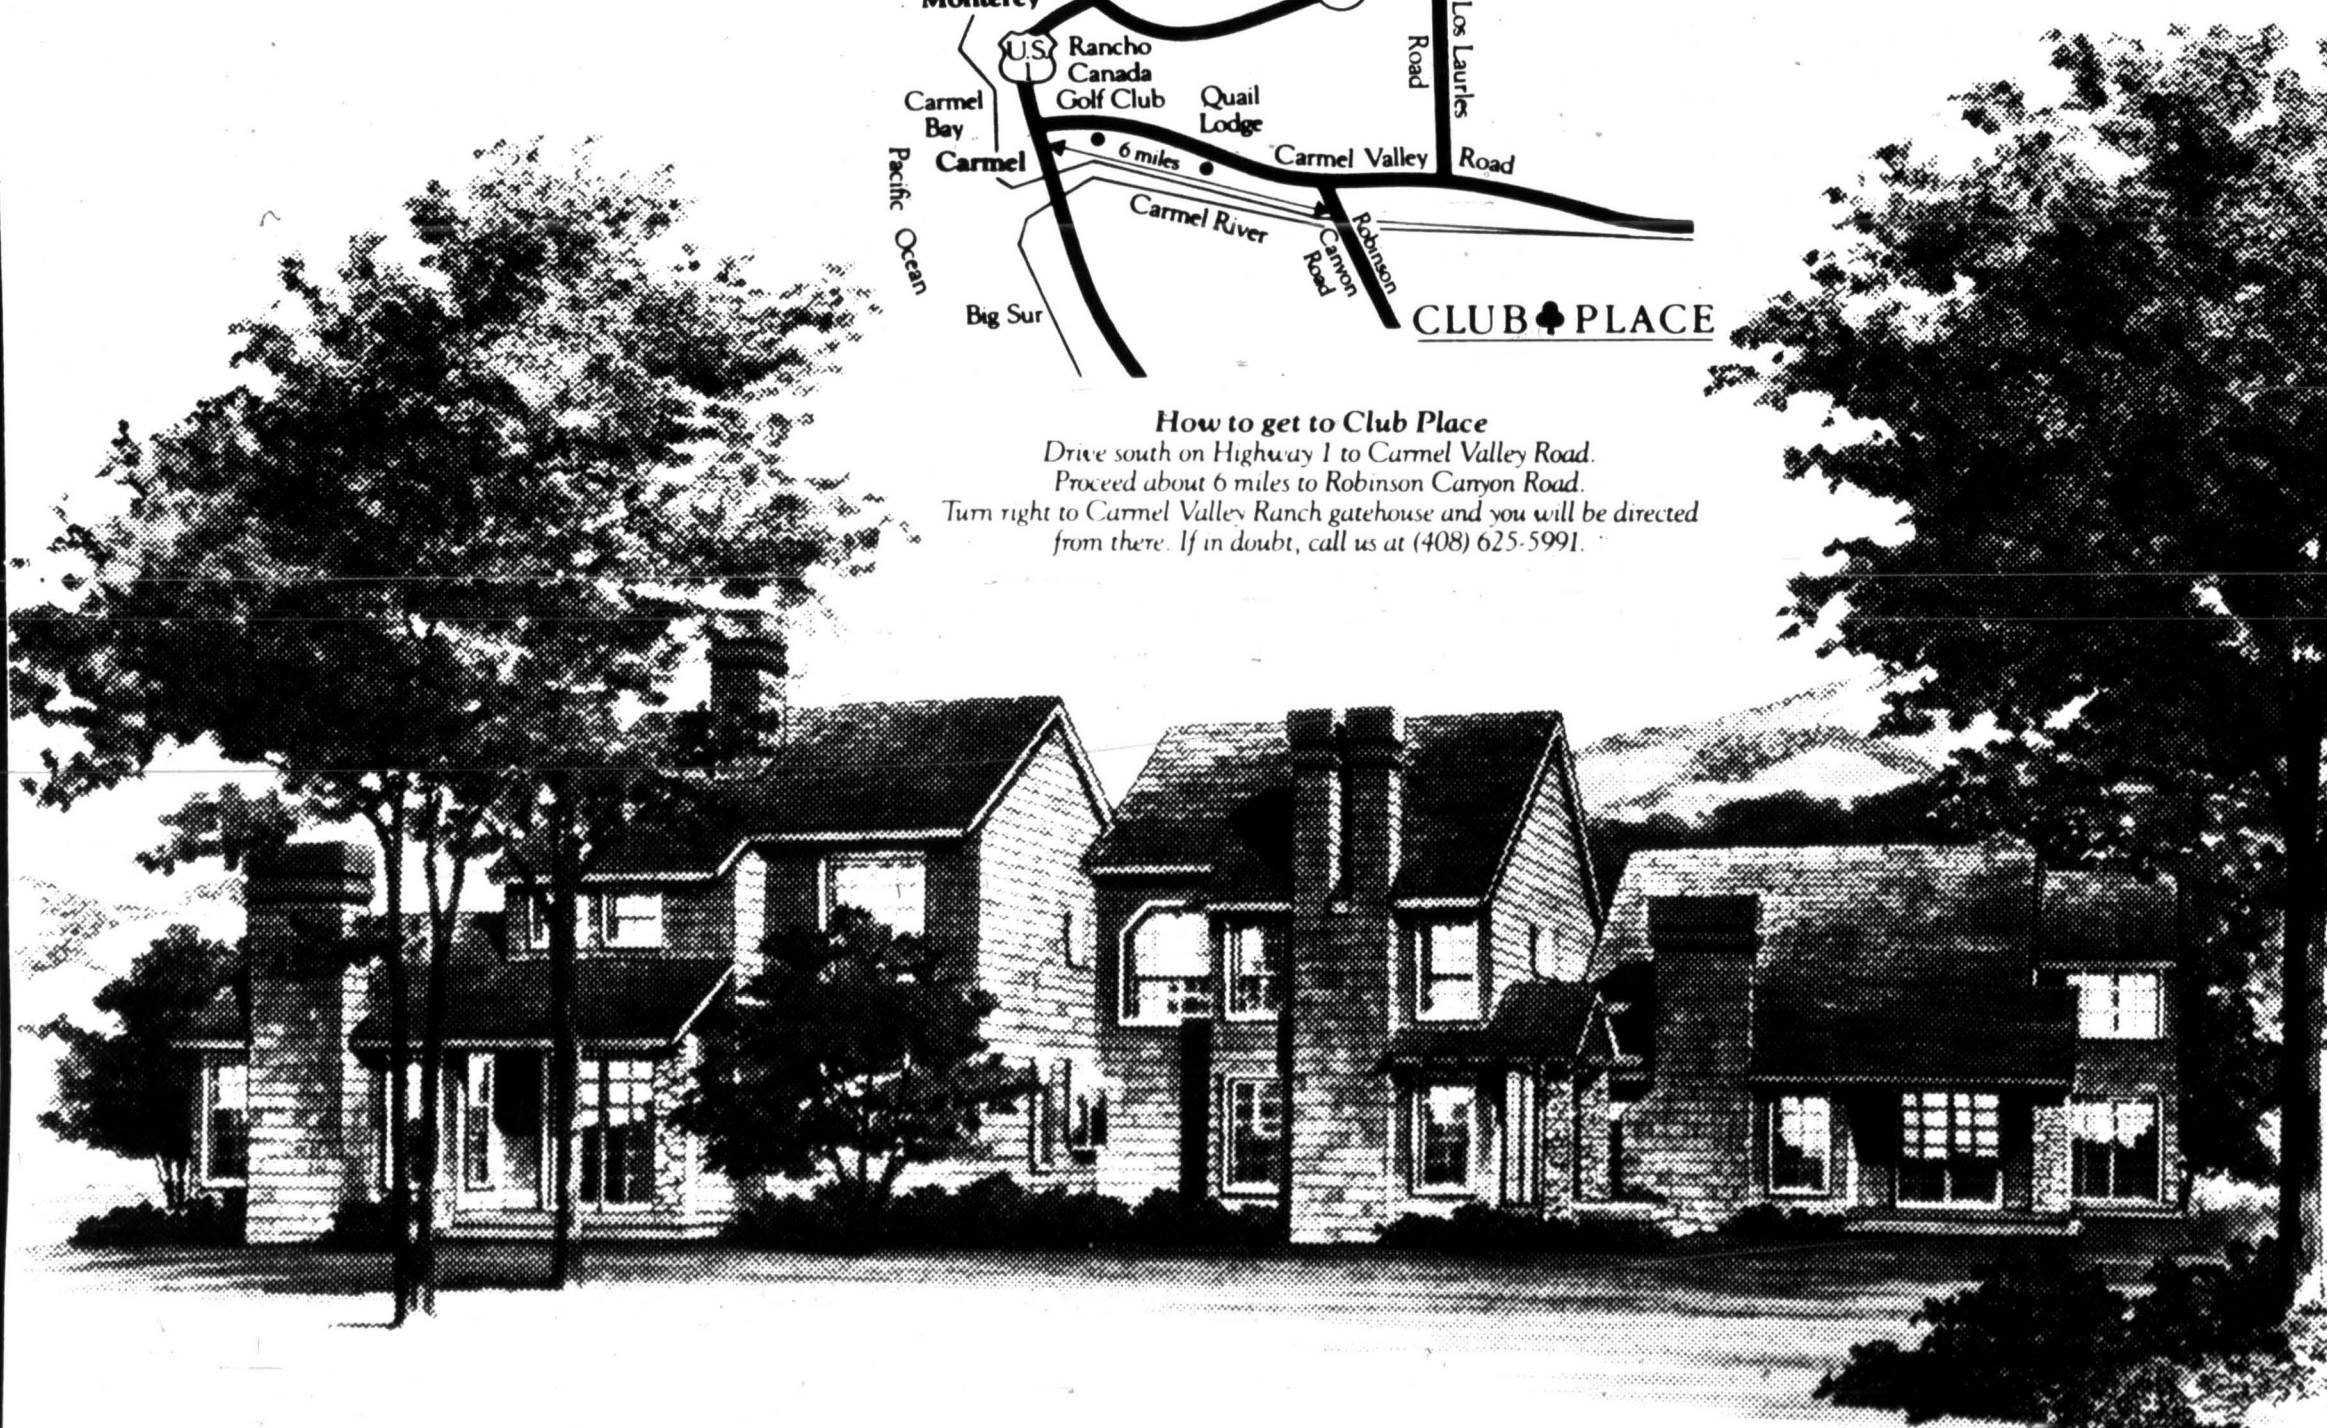 Monterey
U.S.
1
Rancho
Canada
Golf Club
Quail
Lodge
Los Laurles
Road
Carmel
Bay
Carmel
6 miles
Carmel Valley Road
Pacific Ocean
Carmel River
Robinson
Canyon
Road
Big Sur
CLUB PLACE
How to get to Club Place
Drive south on Highway 1 to Carmel Valley Road.
Proceed about 6 miles to Robinson Canyon Road.
Turn right to Carmel Valley Ranch gatehouse and you will be directed
from there. If in doubt, call us at (408) 625-5991.